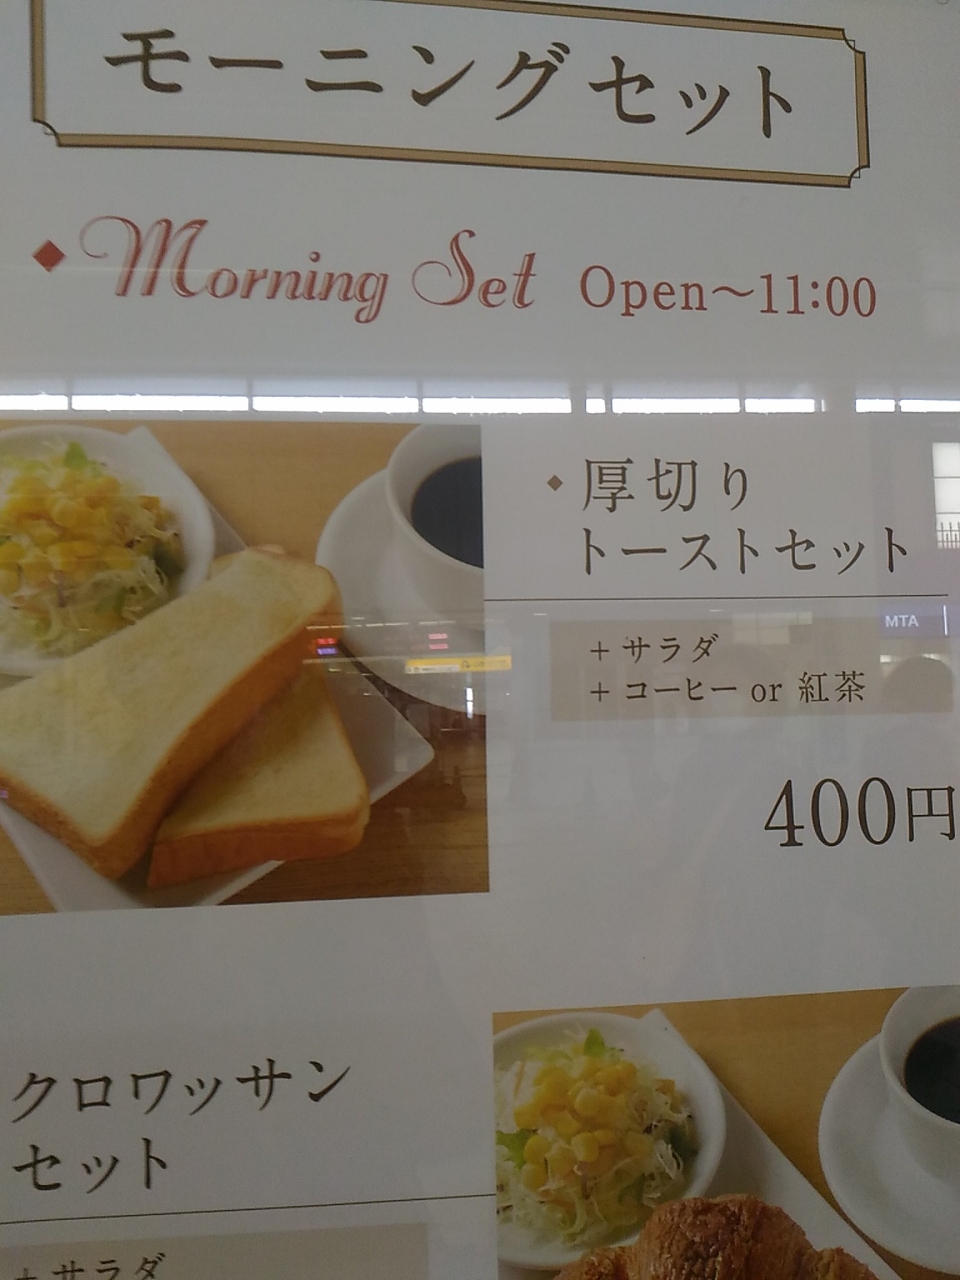 モーニングセット
Morning Set Open～11:00
厚切り
トーストセット
+ サラダ
+ コーヒー or 紅茶
400円
クロワッサン
セット
+ サラダ
MTA